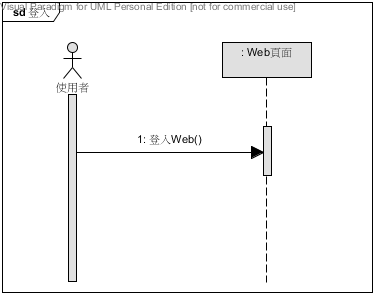 Visual Paradigm for UML Personal Edition [not for commercial use]
sd 登入
: Web頁面
使用者
1: 登入Web()